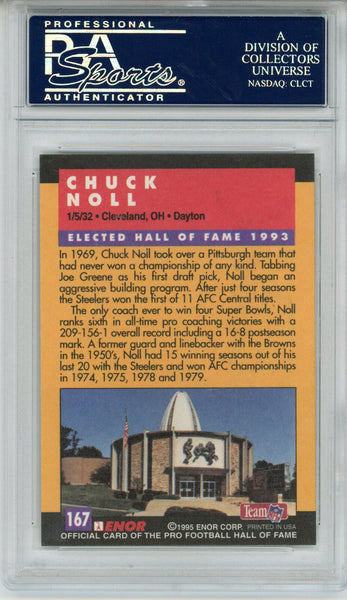 PROFESSIONAL
PSA
Sports
®
AUTHENTICATOR
A
DIVISION OF
COLLECTORS
UNIVERSE
NASDAQ: CLCT
CHUCK
NOLL
1/5/32 • Cleveland, OH • Dayton
ELECTED HALL OF FAME 1993
In 1969, Chuck Noll took over a Pittsburgh team that
had never won a championship of any kind. Tabbing
Joe Greene as his first draft pick, Noll began an
aggressive building program. After just four seasons
the Steelers won the first of 11 AFC Central titles.
The only coach ever to win four Super Bowls, Noll
ranks sixth in all-time pro coaching victories with a
209-156-1 overall record including a 16-8 postseason
mark. A former guard and linebacker with the Browns
in the 1950's, Noll had 15 winning seasons out of his
last 20 with the Steelers and won AFC championships
in 1974, 1975, 1978 and 1979.
Team NFL
167 ENOR ©1995 ENOR CORP. PRINTED IN USA
OFFICIAL CARD OF THE PRO FOOTBALL HALL OF FAME